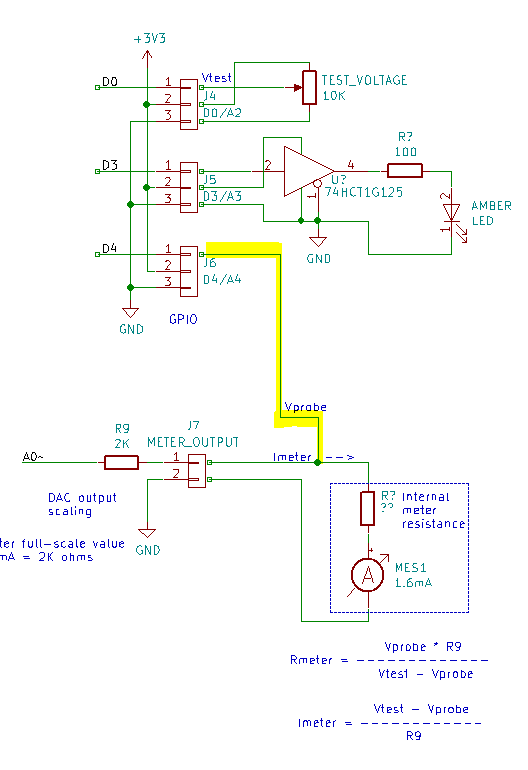 +3V3
D0
1
2
3
Vtest
J4
D0/A2
TEST_VOLTAGE
10K
D3
1
2
3
J5
D3/A3
2
4
1
U?
74HCT1G125
R?
100
2
1
AMBER
LED
GND
D4
1
2
3
J6
D4/A4
GND
GPIO
Vprobe
R9
2K
J7
METER_OUTPUT
A0~
1
2
Imeter -->
DAC output
scaling
GND
ter full-scale value
mA = 2K ohms
R?
??
Internal
meter
resistance
+
A
MES1
1.6mA
Vprobe * R9
Rmeter = ----------------
Vtest - Vprobe
Vtest - Vprobe
Imeter = ---------------
R9